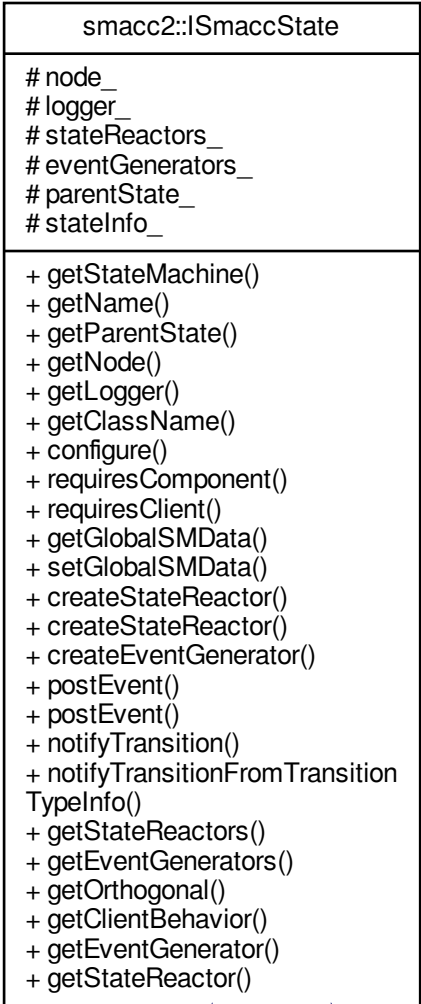 smacc2::ISmaccState
# node_
# logger_
# stateReactors_
# eventGenerators_
# parentState_
# stateInfo_
+ getStateMachine()
+ getName()
+ getParentState()
+ getNode()
+ getLogger()
+ getClassName()
+ configure()
+ requiresComponent()
+ requiresClient()
+ getGlobalSMData()
+ setGlobalSMData()
+ createStateReactor()
+ createStateReactor()
+ createEventGenerator()
+ postEvent()
+ postEvent()
+ notifyTransition()
+ notifyTransitionFromTransition
TypeInfo()
+ getStateReactors()
+ getEventGenerators()
+ getOrthogonal()
+ getClientBehavior()
+ getEventGenerator()
+ getStateReactor()